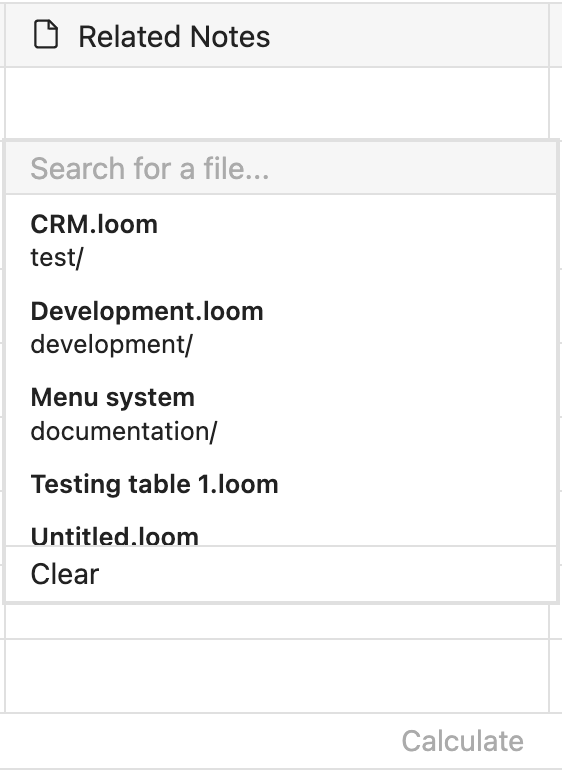 Related Notes
Search for a file...
CRM.loom
test/
Development.loom
development/
Menu system
documentation/
Testing table 1.loom
Untitled.loom
Clear
Calculate